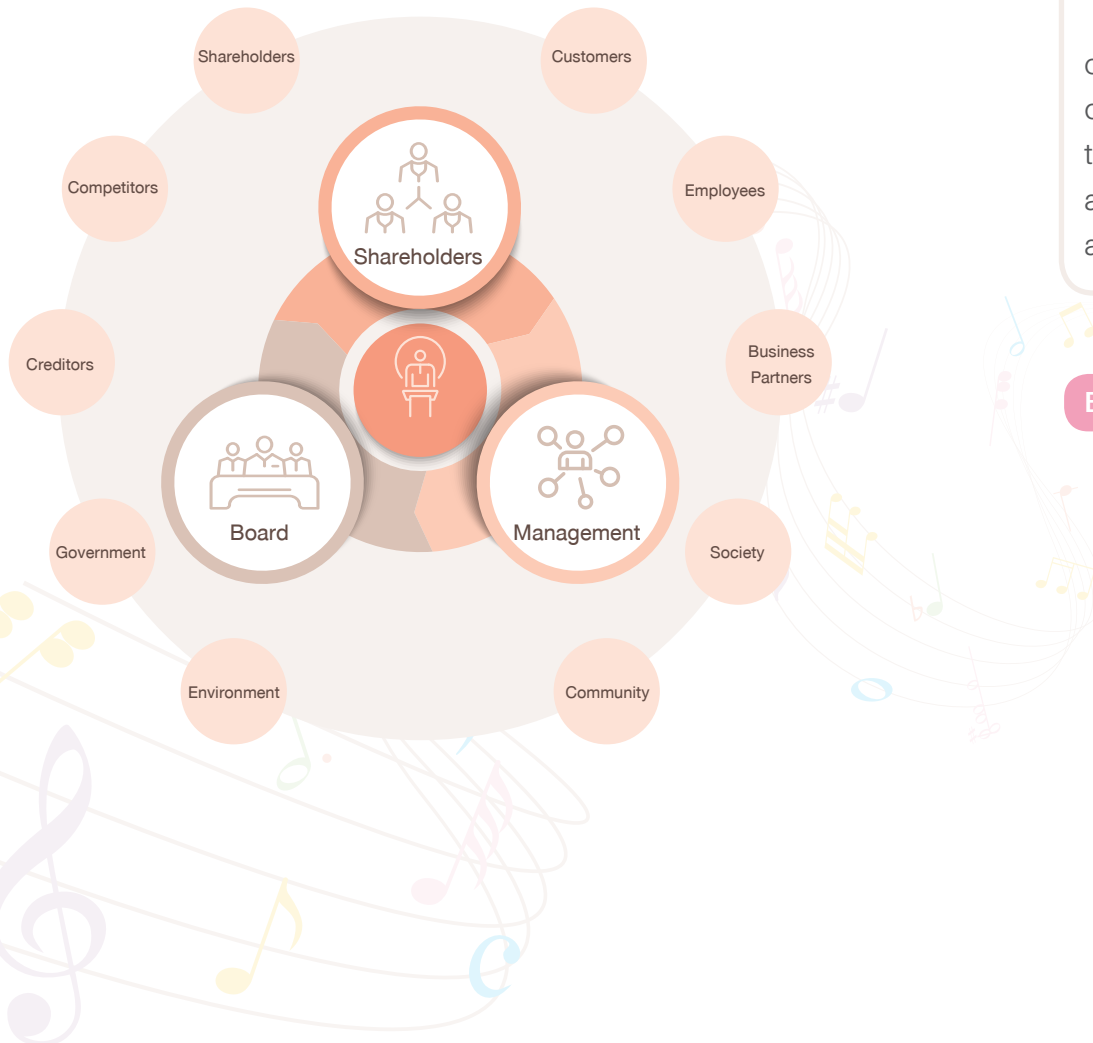 Shareholders
Customers
Competitors
Employees
Shareholders
Creditors
Business
Partners
Board
Management
Government
Society
Environment
Community